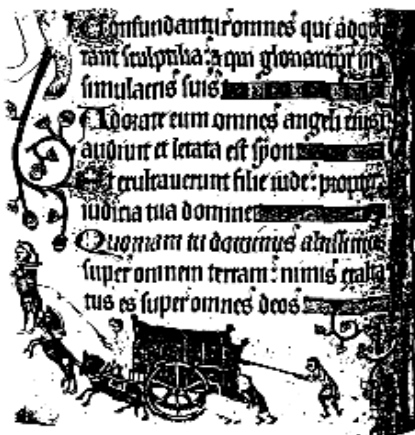 Confundantur omnes qui ador
rant sculptilia: a qui gloriantur in
simulacris suis
Adorate eum omnes angeli eius
audiuit et letata est syon
Et exultauerunt filie iude: propter
iudicia tua domine
Quoniam tu dominus altissimus
super omnem terram: nimis exalta
tus es super omnes deos